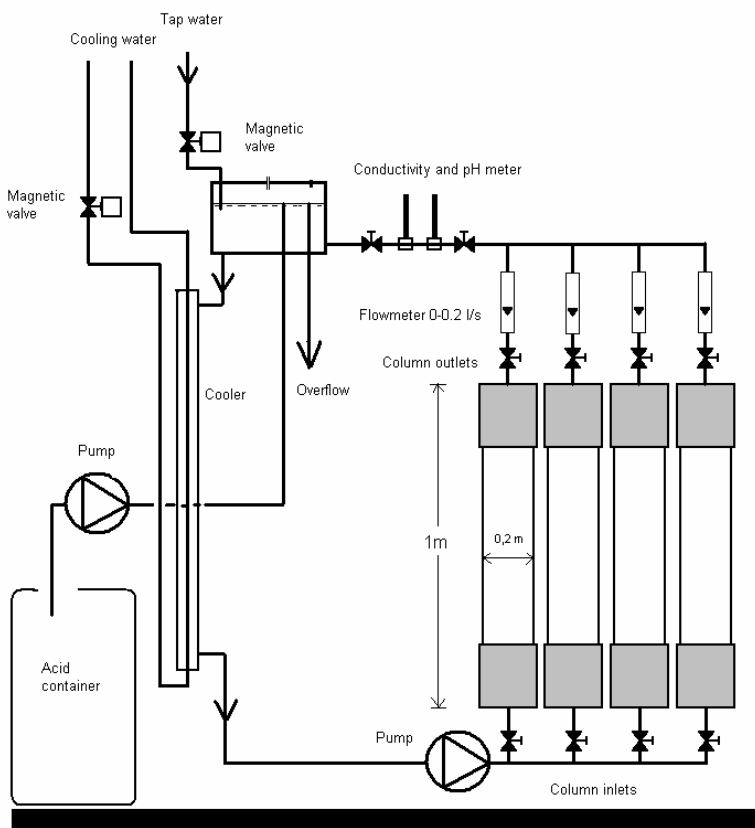 Tap water
Cooling water
Magnetic
valve
Conductivity and pH meter
Magnetic
valve
Flowmeter 0-0.2 l/s
Column outlets
Overflow
Cooler
Pump
1m
0,2 m
Acid
container
Pump
Column inlets